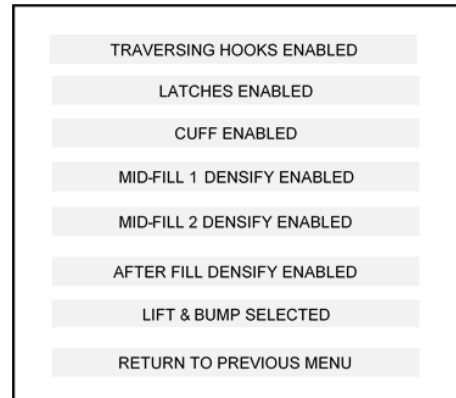 TRAVERSING HOOKS ENABLED
LATCHES ENABLED
CUFF ENABLED
MID-FILL 1 DENSIFY ENABLED
MID-FILL 2 DENSIFY ENABLED
AFTER FILL DENSIFY ENABLED
LIFT & BUMP SELECTED
RETURN TO PREVIOUS MENU